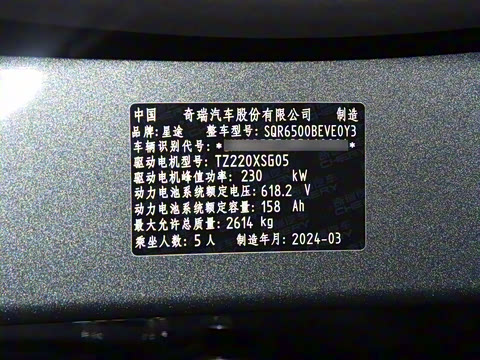 中国 奇瑞汽车股份有限公司 制造
品牌:星途 整车型号:SQR6500BEVE0Y3
车辆识别代号:* *
驱动电机型号:TZ220XSG05
驱动电机峰值功率:230 kW
动力电池系统额定电压:618.2 V
动力电池系统额定容量:158 Ah
最大允许总质量:2614 kg
乘坐人数:5人 制造年月:2024-03